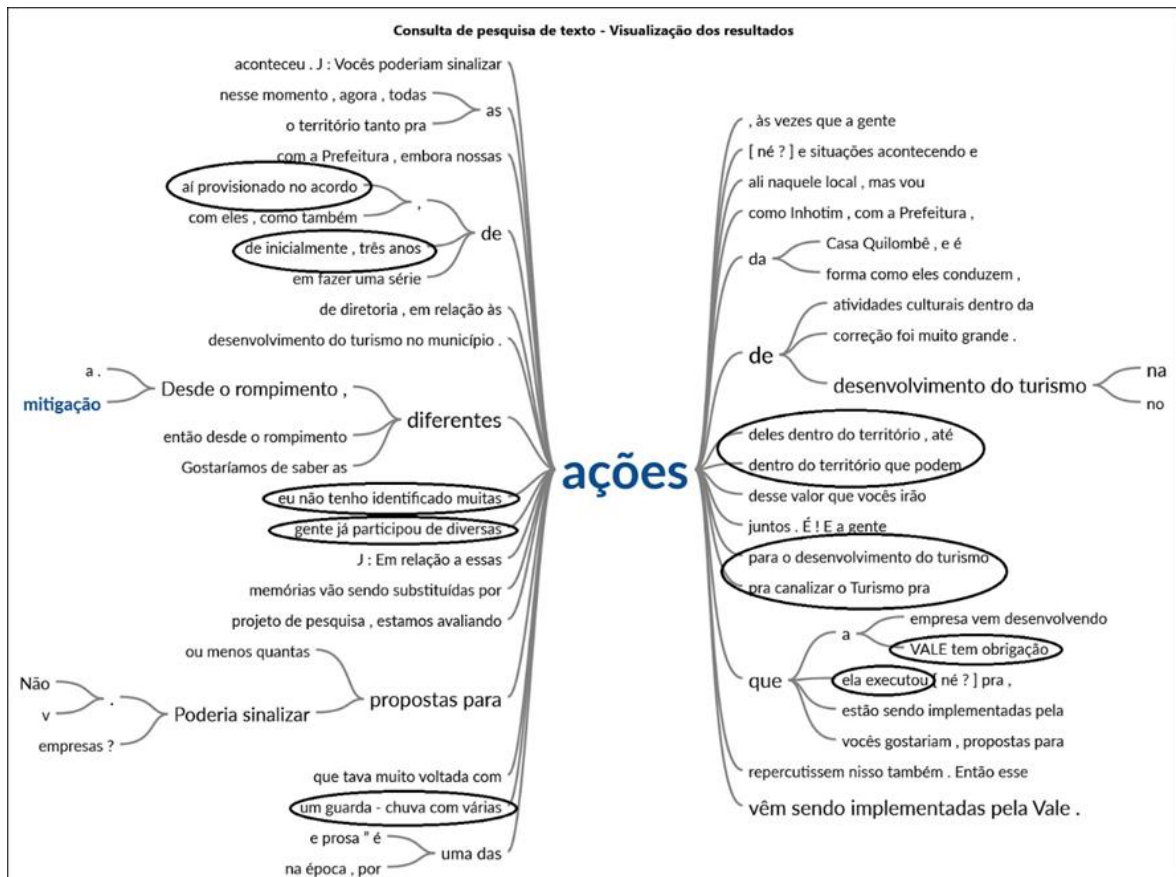 Consulta de pesquisa de texto - Visualização dos resultados
aconteceu . J : Vocês poderiam sinalizar
nesse momento , agora , todas
as
o território tanto pra
com a Prefeitura , embora nossas
aí provisionado no acordo
,
com eles , como também
de
de inicialmente , três anos
em fazer uma série
de diretoria , em relação às
desenvolvimento do turismo no município .
a .
Desde o rompimento ,
mitigação
diferentes
então desde o rompimento
Gostaríamos de saber as
eu não tenho identificado muitas
gente já participou de diversas
J : Em relação a essas
memórias vão sendo substituídas por
projeto de pesquisa , estamos avaliando
ou menos quantas
propostas para
Não
.
v
Poderia sinalizar
empresas ?
que tava muito voltada com
um guarda - chuva com várias
e prosa " é
uma das
na época , por
ações
, às vezes que a gente
[ né ? ] e situações acontecendo e
ali naquele local , mas vou
como Inhotim , com a Prefeitura ,
da
Casa Quilombê , e é
forma como eles conduzem ,
de
atividades culturais dentro da
correção foi muito grande .
desenvolvimento do turismo
na
no
deles dentro do território , até
dentro do território que podem
desse valor que vocês irão
juntos . É ! E a gente
para o desenvolvimento do turismo
pra canalizar o Turismo pra
que
a
empresa vem desenvolvendo
VALE tem obrigação
ela executou [ né ? ] pra ,
estão sendo implementadas pela
vocês gostariam , propostas para
repercutissem nisso também . Então esse
vêm sendo implementadas pela Vale .